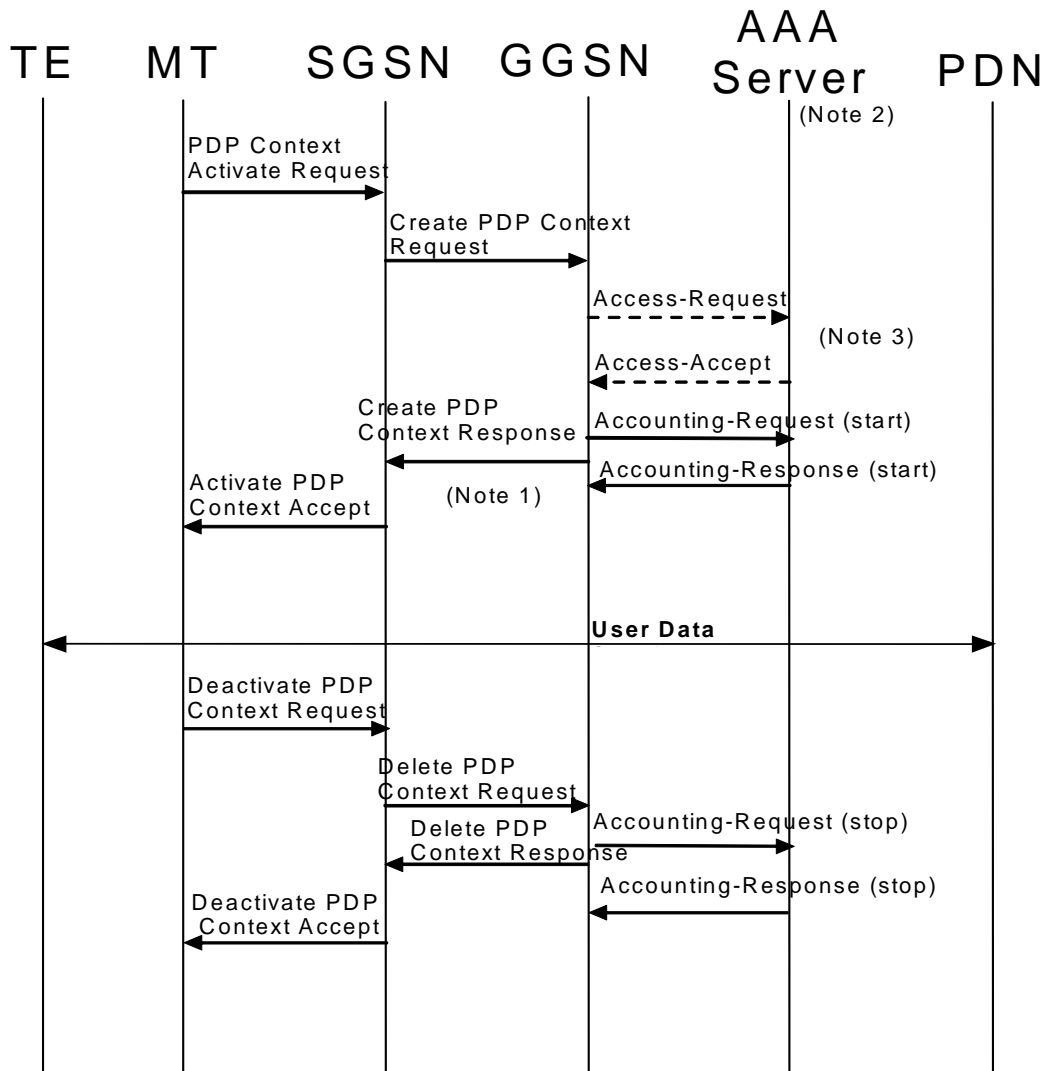 TE
MT
SGSN
GGSN
AAA
Server
PDN
(Note 2)
PDP Context
Activate Request
Create PDP Context
Request
Access-Request
(Note 3)
Access-Accept
Create PDP
Context Response
Accounting-Request (start)
Accounting-Response (start)
Activate PDP
Context Accept
(Note 1)
User Data
Deactivate PDP
Context Request
Delete PDP
Context Request
Accounting-Request (stop)
Delete PDP
Context Response
Accounting-Response (stop)
Deactivate PDP
Context Accept